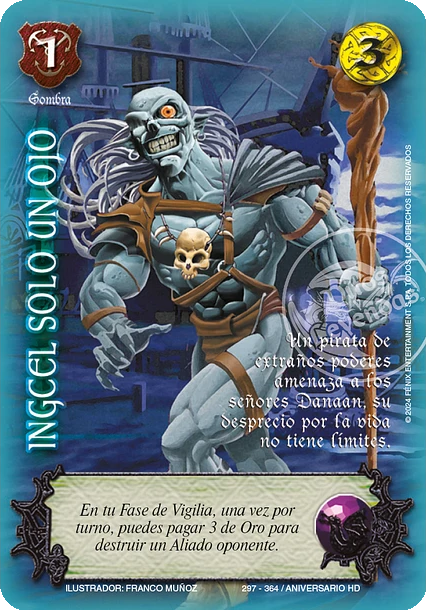 1
3
Sombra
INGCEL SOLO UN OJO
Un pirata de
extraños poderes
amenaza a los
señores Danaan, su
desprecio por la vida
no tiene límites.
En tu Fase de Vigilia, una vez por
turno, puedes pagar 3 de Oro para
destruir un Aliado oponente.
ILUSTRADOR: FRANCO MUÑOZ 297 - 364 / ANIVERSARIO HD
© 2024 FENIX ENTERTAINMENT S.P.A. TODOS LOS DERECHOS RESERVADOS